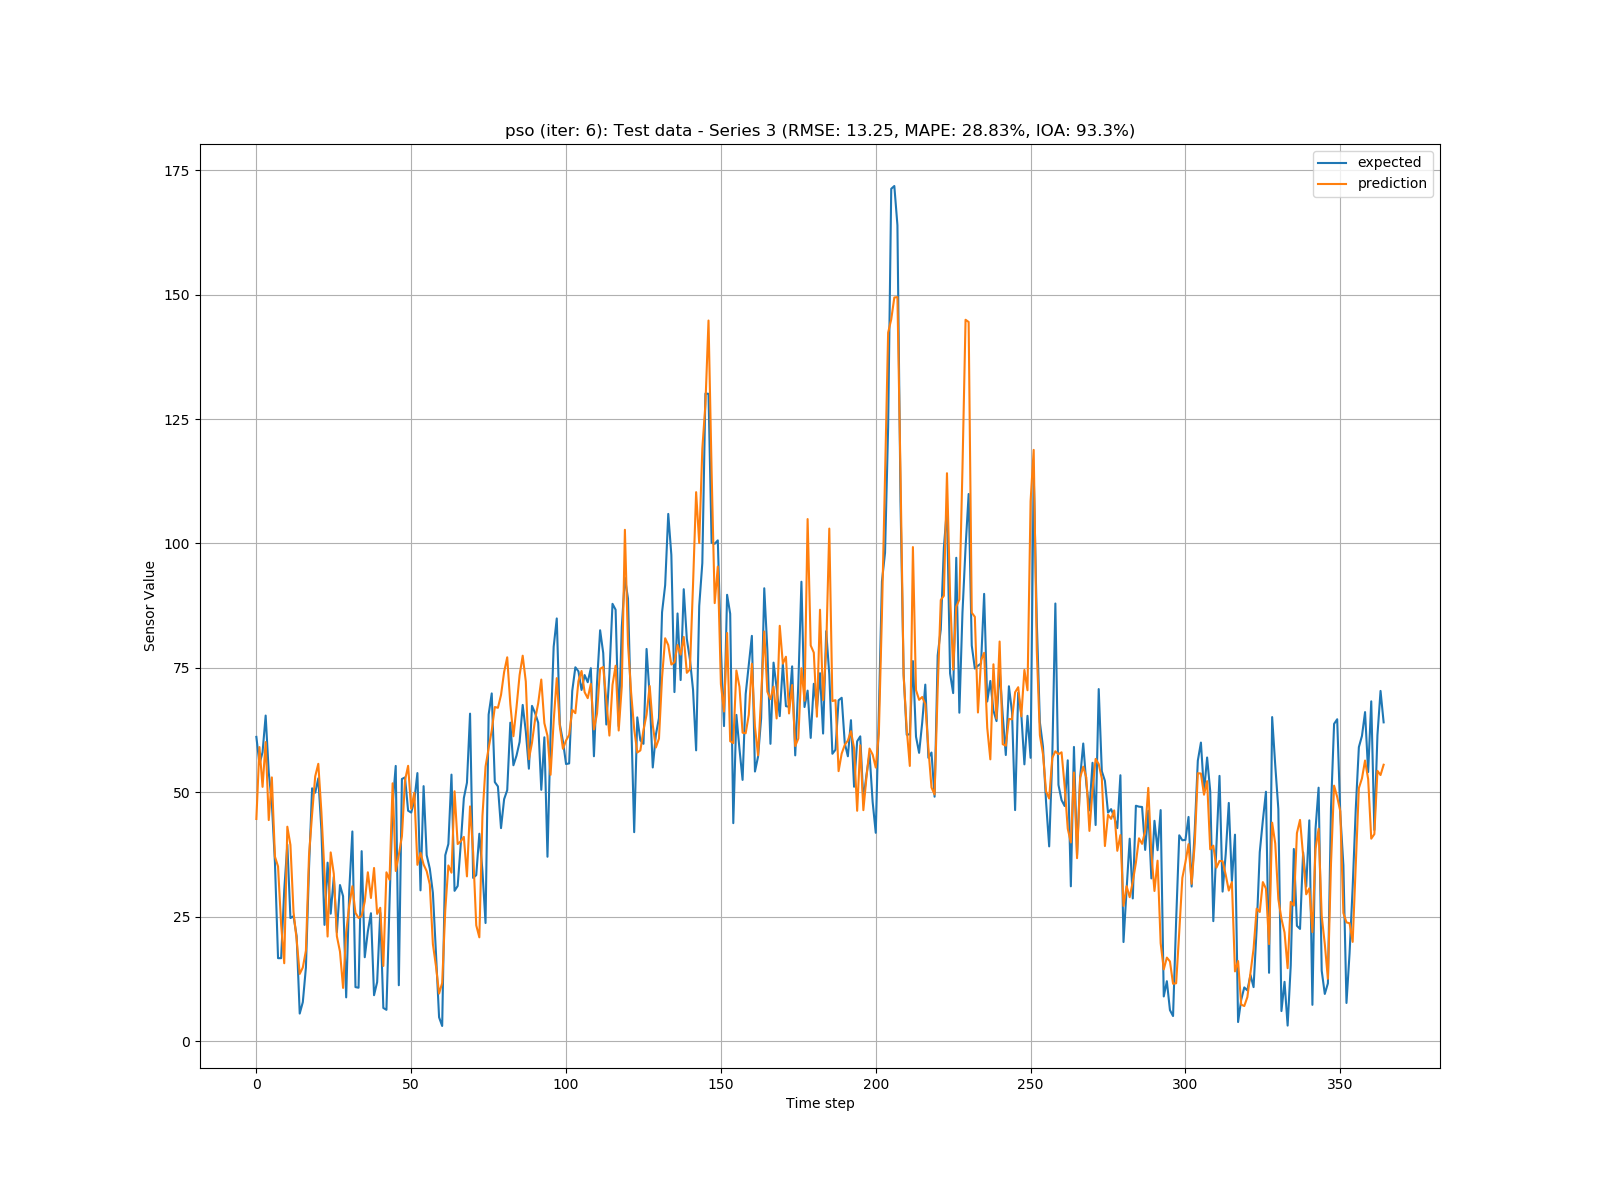 pso (iter: 6): Test data - Series 3 (RMSE: 13.25, MAPE: 28.83%, IOA: 93.3%)
expected
prediction
175
150
125
100
75
50
25
0
Sensor Value
0 50 100 150 200 250 300 350
Time step